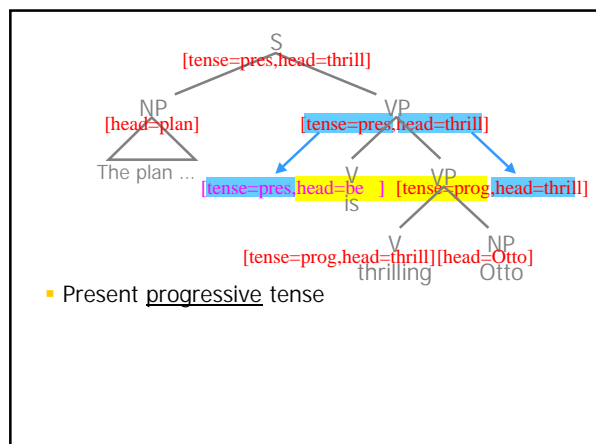 S
[tense=pres,head=thrill]
NP VP
[head=plan] [tense=pres,head=thrill]
The plan ... V VP
[tense=pres,head=be ] [tense=prog,head=thrill]
is
V NP
[tense=prog,head=thrill][head=Otto]
thrilling Otto
Present progressive tense